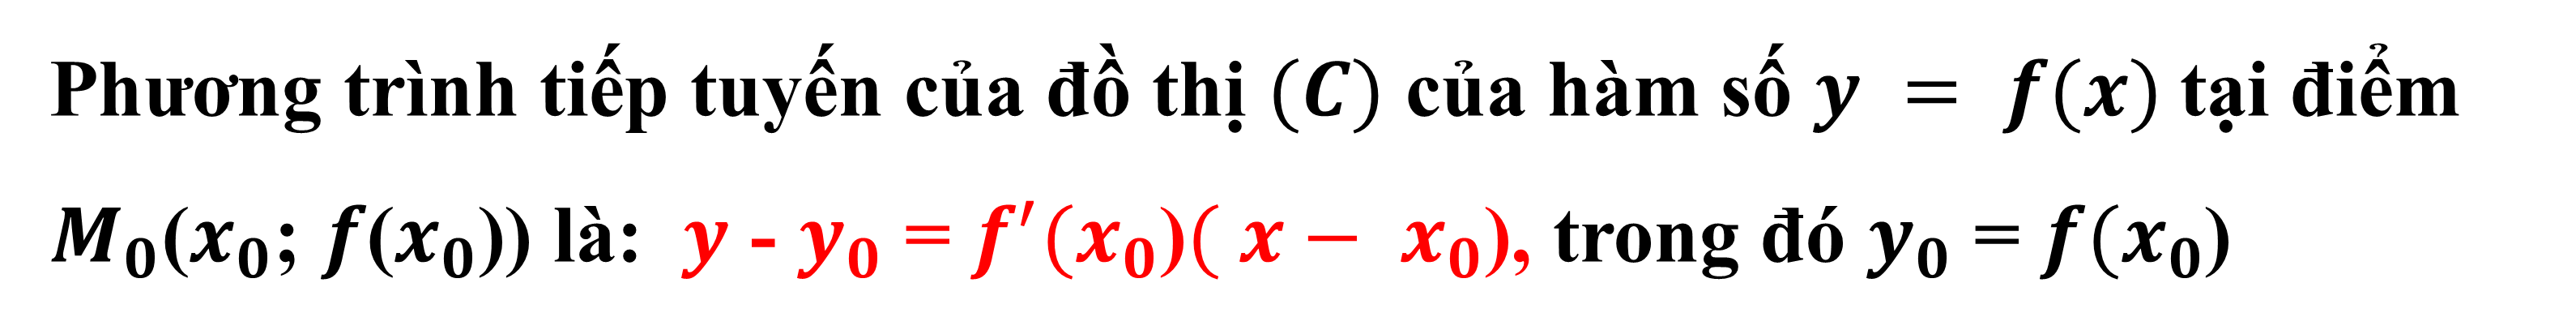 Phương trình tiếp tuyến của đồ thị (C) của hàm số y = f(x) tại điểm
M₀(x₀; f(x₀)) là: y - y₀ = f′(x₀)( x − x₀), trong đó y₀ = f(x₀)